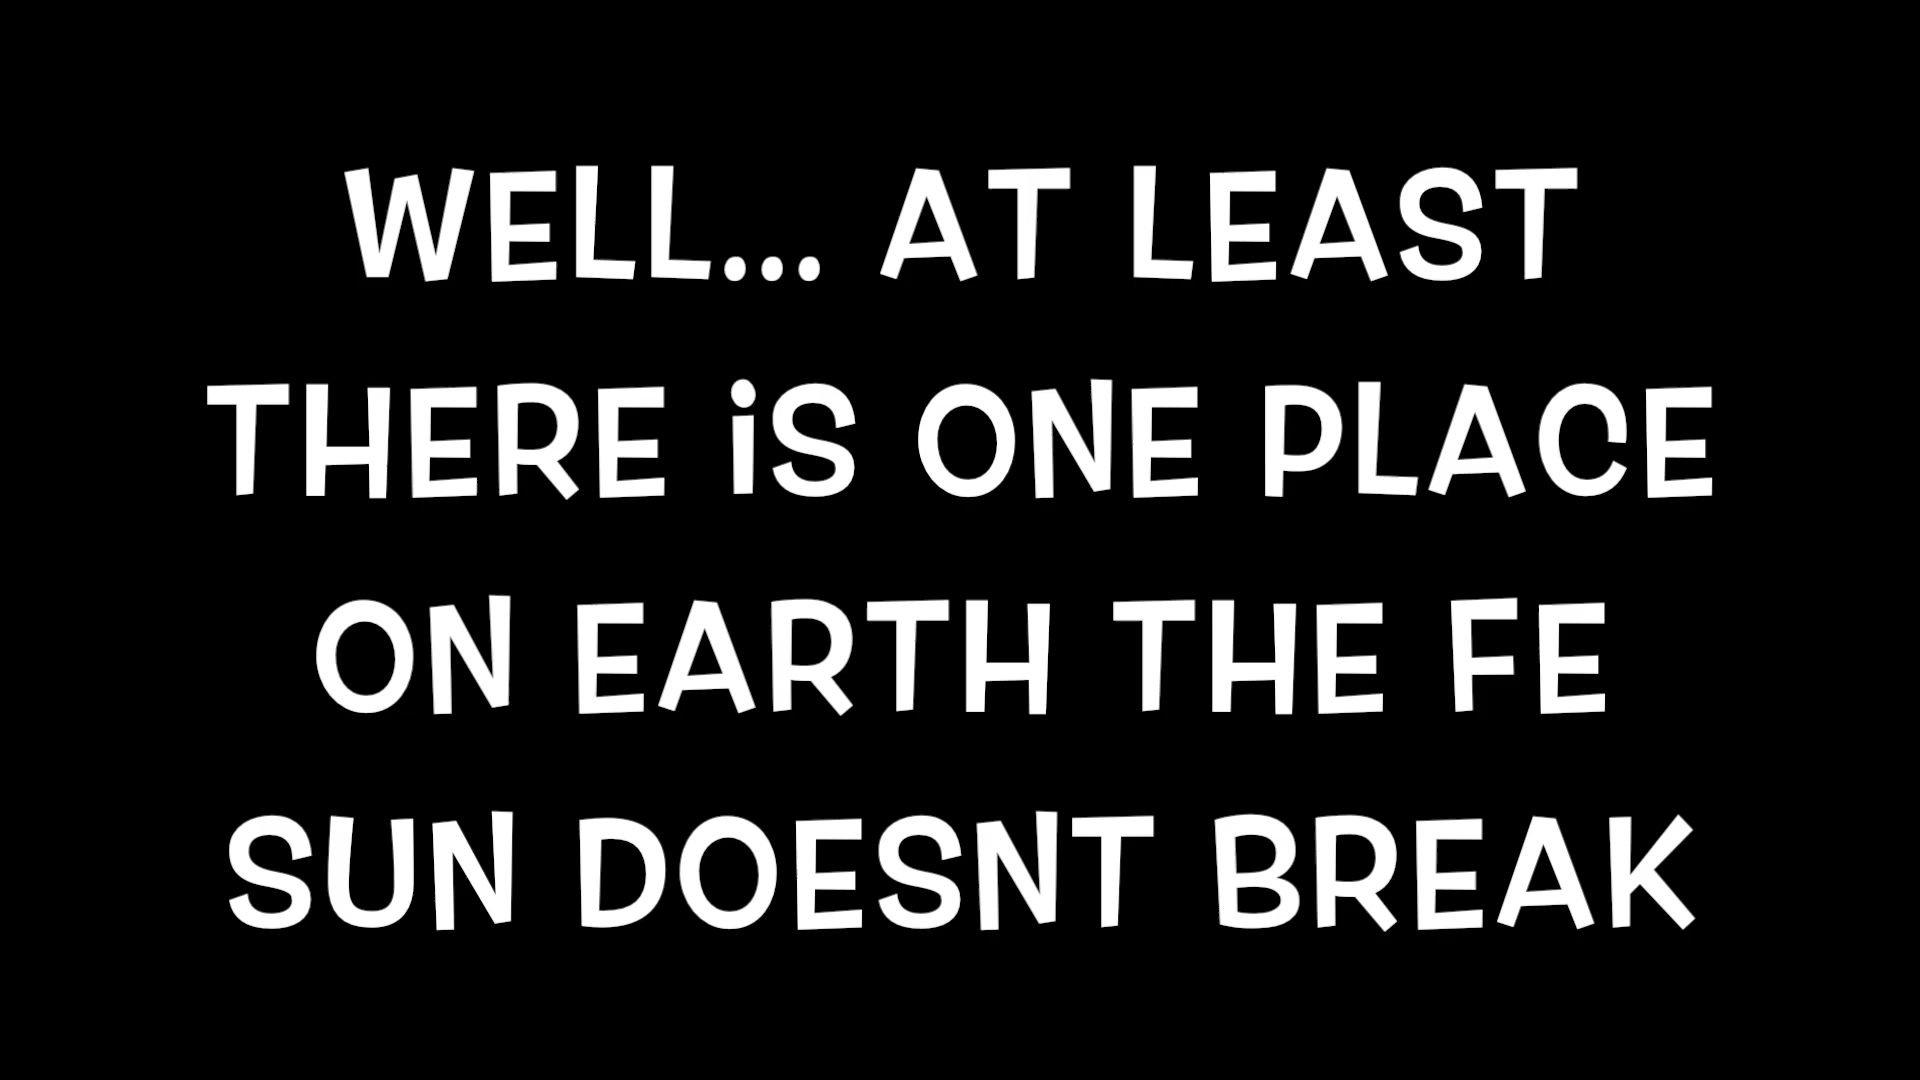 WELL... AT LEAST
THERE iS ONE PLACE
ON EARTH THE FE
SUN DOESNT BREAK